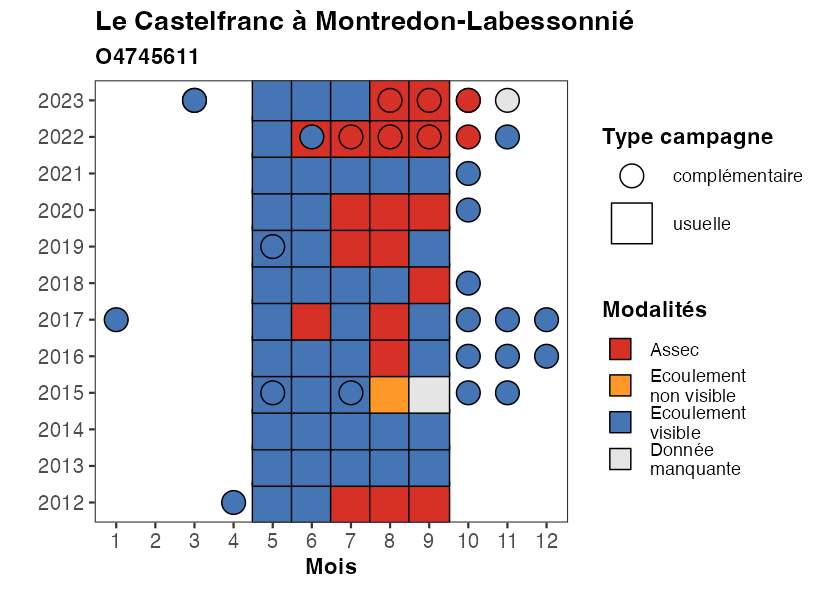 Le Castelfranc à Montredon-Labessonnié
O4745611
2023
2022
2021
2020
2019
2018
2017
2016
2015
2014
2013
2012
1 2 3 4 5 6 7 8 9 10 11 12
Mois
Type campagne
complémentaire
usuelle
Modalités
Assec
Ecoulement
non visible
Ecoulement
visible
Donnée
manquante